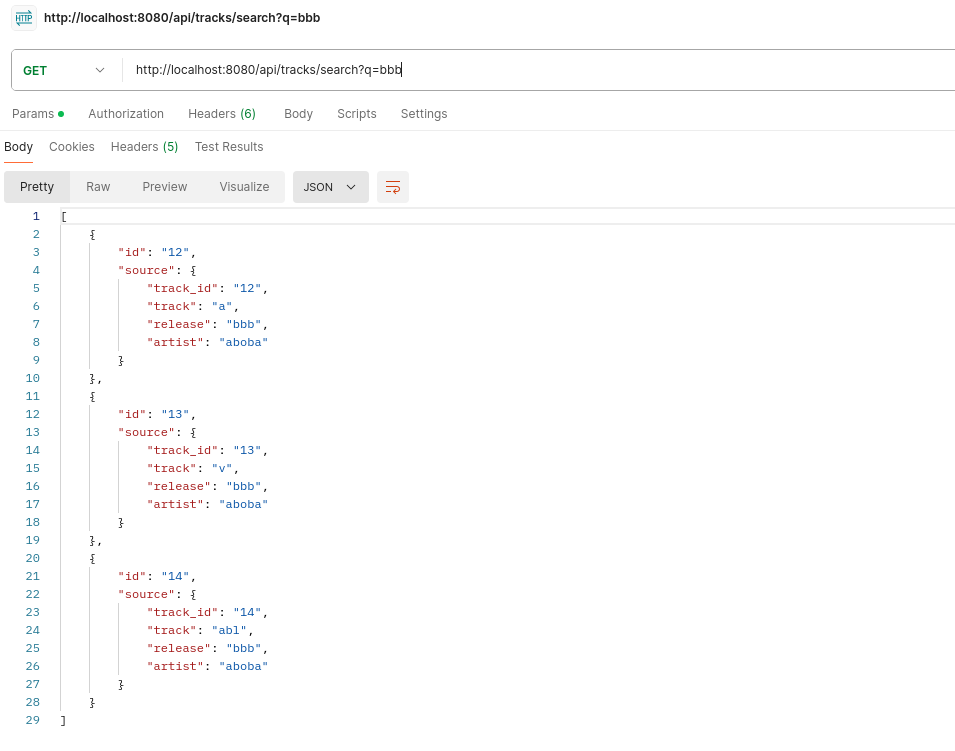 HTTP http://localhost:8080/api/tracks/search?q=bbb
GET http://localhost:8080/api/tracks/search?q=bbb
Params Authorization Headers (6) Body Scripts Settings
Body Cookies Headers (5) Test Results
Pretty Raw Preview Visualize JSON
1 [
2 {
3 "id": "12",
4 "source": {
5 "track_id": "12",
6 "track": "a",
7 "release": "bbb",
8 "artist": "aboba"
9 }
10 },
11 {
12 "id": "13",
13 "source": {
14 "track_id": "13",
15 "track": "v",
16 "release": "bbb",
17 "artist": "aboba"
18 }
19 },
20 {
21 "id": "14",
22 "source": {
23 "track_id": "14",
24 "track": "abl",
25 "release": "bbb",
26 "artist": "aboba"
27 }
28 }
29 ]